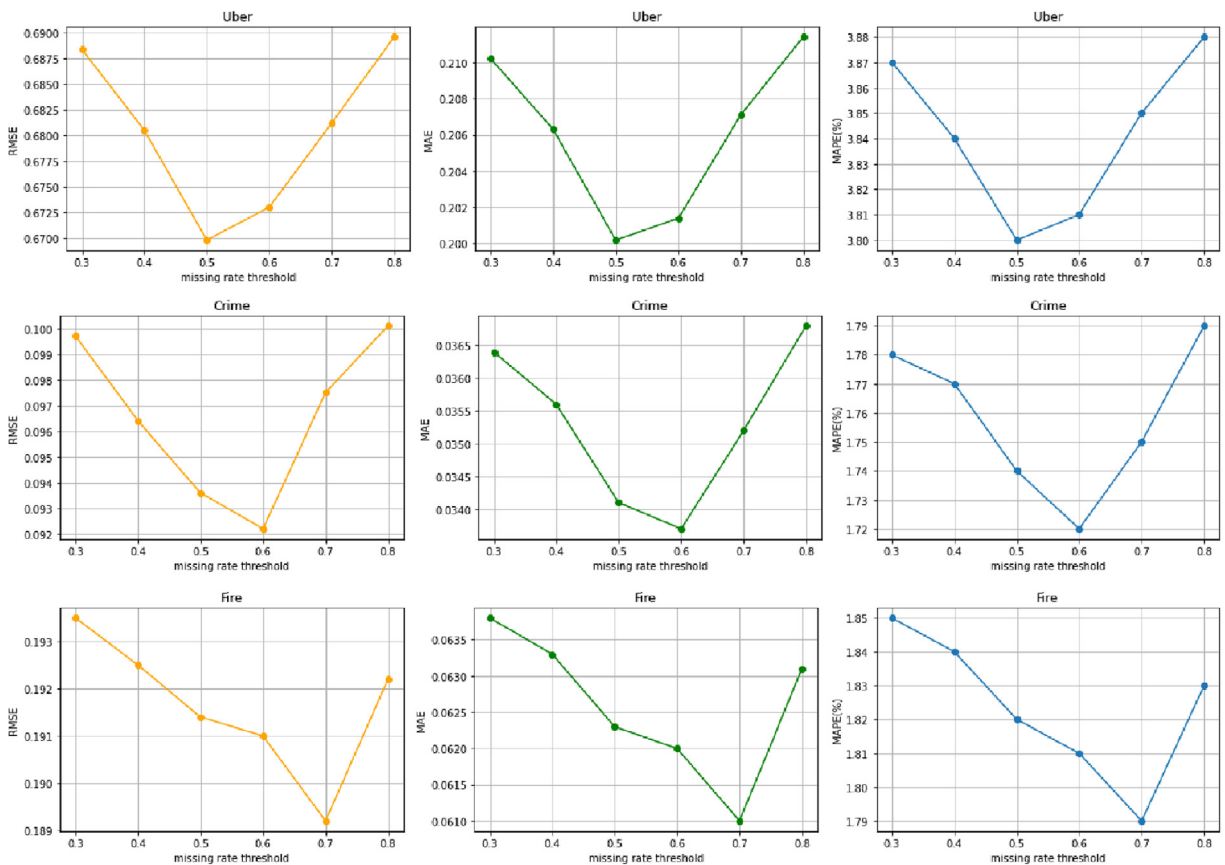 Uber
0.6900
0.6875
0.6850
0.6825
0.6800
0.6775
0.6750
0.6725
0.6700
RMSE
0.3 0.4 0.5 0.6 0.7 0.8
missing rate threshold
Uber
0.210
0.208
0.206
0.204
0.202
0.200
MAE
0.3 0.4 0.5 0.6 0.7 0.8
missing rate threshold
Uber
3.88
3.87
3.86
3.85
3.84
3.83
3.82
3.81
3.80
MAPE(%)
0.3 0.4 0.5 0.6 0.7 0.8
missing rate threshold
Crime
0.100
0.099
0.098
0.097
0.096
0.095
0.094
0.093
0.092
RMSE
0.3 0.4 0.5 0.6 0.7 0.8
missing rate threshold
Crime
0.0365
0.0360
0.0355
0.0350
0.0345
0.0340
MAE
0.3 0.4 0.5 0.6 0.7 0.8
missing rate threshold
Crime
1.79
1.78
1.77
1.76
1.75
1.74
1.73
1.72
MAPE(%)
0.3 0.4 0.5 0.6 0.7 0.8
missing rate threshold
Fire
0.193
0.192
0.191
0.190
0.189
RMSE
0.3 0.4 0.5 0.6 0.7 0.8
missing rate threshold
Fire
0.0635
0.0630
0.0625
0.0620
0.0615
0.0610
MAE
0.3 0.4 0.5 0.6 0.7 0.8
missing rate threshold
Fire
1.85
1.84
1.83
1.82
1.81
1.80
1.79
MAPE(%)
0.3 0.4 0.5 0.6 0.7 0.8
missing rate threshold